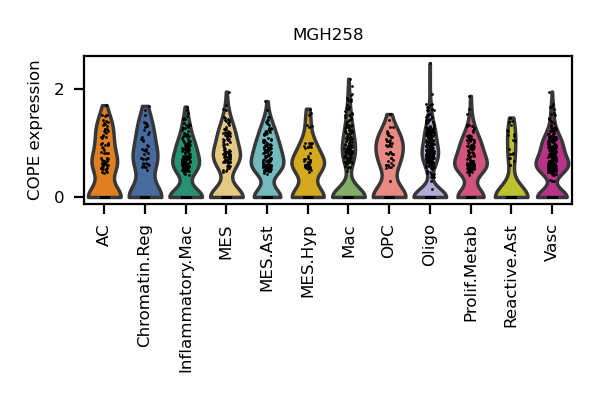 MGH258
COPE expression
2
0
AC
Chromatin.Reg
Inflammatory.Mac
MES
MES.Ast
MES.Hyp
Mac
OPC
Oligo
Prolif.Metab
Reactive.Ast
Vasc